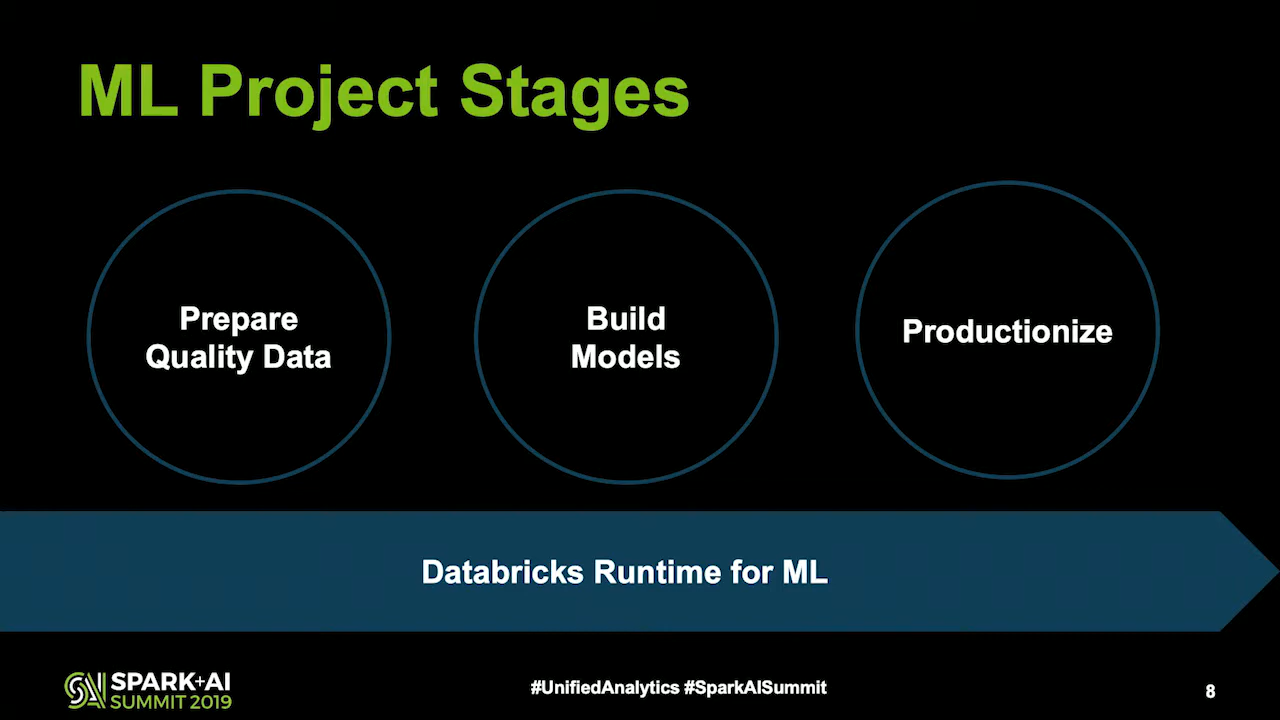 ML Project Stages
Prepare
Quality Data
Build
Models
Productionize
Databricks Runtime for ML
SPARK+AI
SUMMIT 2019
#UnifiedAnalytics #SparkAISummit
8